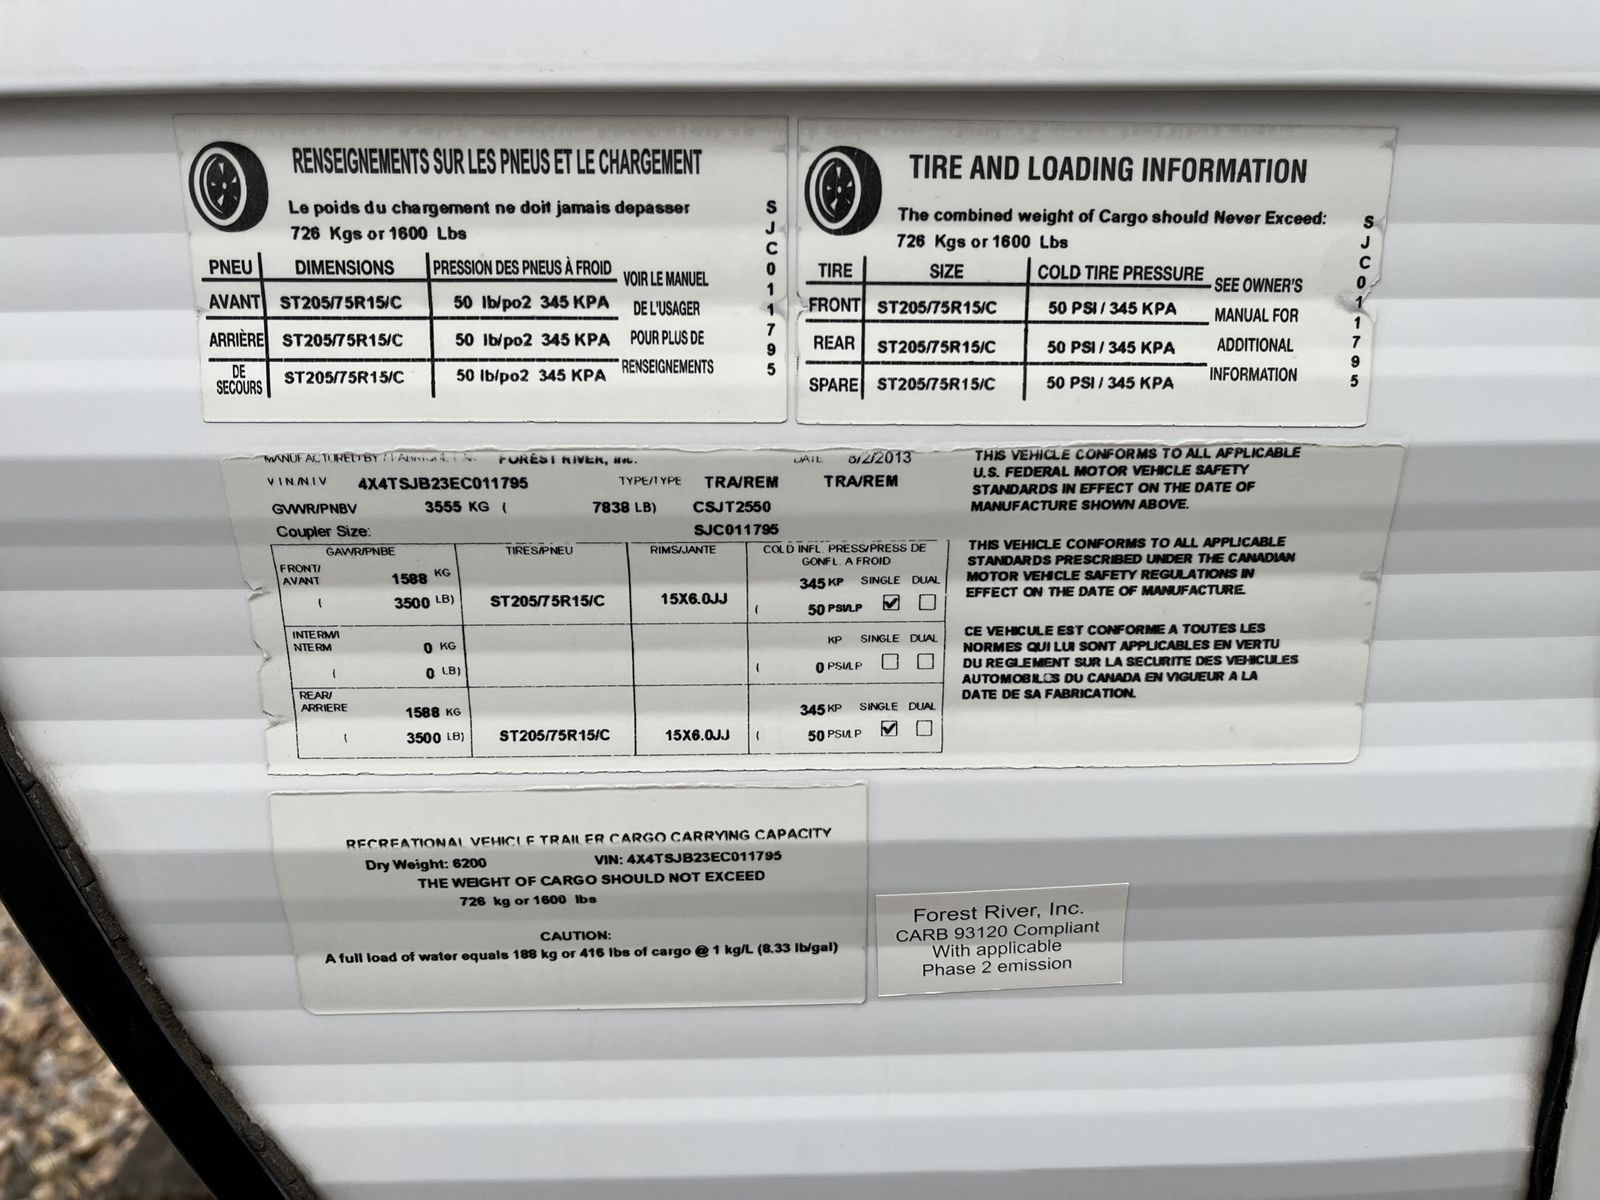 RENSEIGNEMENTS SUR LES PNEUS ET LE CHARGEMENT
Le poids du chargement ne doit jamais depasser
726 Kgs or 1600 Lbs
PNEU DIMENSIONS PRESSION DES PNEUS À FROID
AVANT ST205/75R15/C 50 lb/po2 345 KPA
ARRIÈRE ST205/75R15/C 50 lb/po2 345 KPA
DE SECOURS ST205/75R15/C 50 lb/po2 345 KPA
VOIR LE MANUEL
DE L'USAGER
POUR PLUS DE
RENSEIGNEMENTS
SJC011795
TIRE AND LOADING INFORMATION
The combined weight of Cargo should Never Exceed:
726 Kgs or 1600 Lbs
TIRE SIZE COLD TIRE PRESSURE
FRONT ST205/75R15/C 50 PSI / 345 KPA
REAR ST205/75R15/C 50 PSI / 345 KPA
SPARE ST205/75R15/C 50 PSI / 345 KPA
SEE OWNER'S
MANUAL FOR
ADDITIONAL
INFORMATION
SJC011795
MANUFACTURED BY / FOREST RIVER, Inc. DATE 8/2/2013
VIN/NIV 4X4TSJB23EC011795 TYPE/TYPE TRA/REM TRA/REM
GVWR/PNBV 3555 KG ( 7838 LB) CSJT2550
Coupler Size: SJC011795
GAWR/PNBE TIRES/PNEU RIMS/JANTE COLD INFL. PRESS/PRESS DE
GONFL. A FROID
FRONT/
AVANT 1588 KG 345 KP SINGLE DUAL
( 3500 LB) ST205/75R15/C 15X6.0JJ ( 50 PSI/LP
INTERM/I
NTERM 0 KG KP SINGLE DUAL
( 0 LB) ( 0 PSI/LP
REAR/
ARRIERE 1588 KG 345 KP SINGLE DUAL
( 3500 LB) ST205/75R15/C 15X6.0JJ ( 50 PSI/LP
THIS VEHICLE CONFORMS TO ALL APPLICABLE
U.S. FEDERAL MOTOR VEHICLE SAFETY
STANDARDS IN EFFECT ON THE DATE OF
MANUFACTURE SHOWN ABOVE.
THIS VEHICLE CONFORMS TO ALL APPLICABLE
STANDARDS PRESCRIBED UNDER THE CANADIAN
MOTOR VEHICLE SAFETY REGULATIONS IN
EFFECT ON THE DATE OF MANUFACTURE.
CE VEHICULE EST CONFORME A TOUTES LES
NORMES QUI LUI SONT APPLICABLES EN VERTU
DU REGLEMENT SUR LA SECURITE DES VEHICULES
AUTOMOBILES DU CANADA EN VIGUEUR A LA
DATE DE SA FABRICATION.
RECREATIONAL VEHICLE TRAILER CARGO CARRYING CAPACITY
Dry Weight: 6200 VIN: 4X4TSJB23EC011795
THE WEIGHT OF CARGO SHOULD NOT EXCEED
726 kg or 1600 lbs
CAUTION:
A full load of water equals 188 kg or 416 lbs of cargo @ 1 kg/L (8.33 lb/gal)
Forest River, Inc.
CARB 93120 Compliant
With applicable
Phase 2 emission